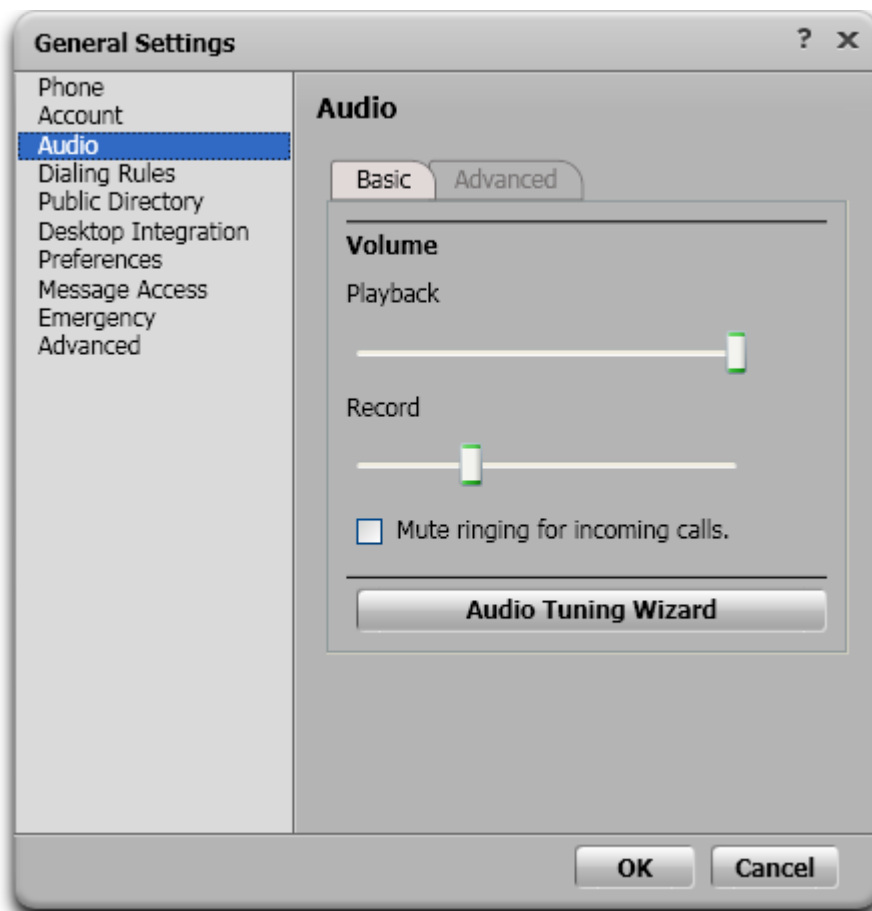 General Settings
?
Phone
Account
Audio
Dialing Rules
Public Directory
Desktop Integration
Preferences
Message Access
Emergency
Advanced
Audio
Basic Advanced
Volume
Playback
Record
Mute ringing for incoming calls.
Audio Tuning Wizard
OK Cancel